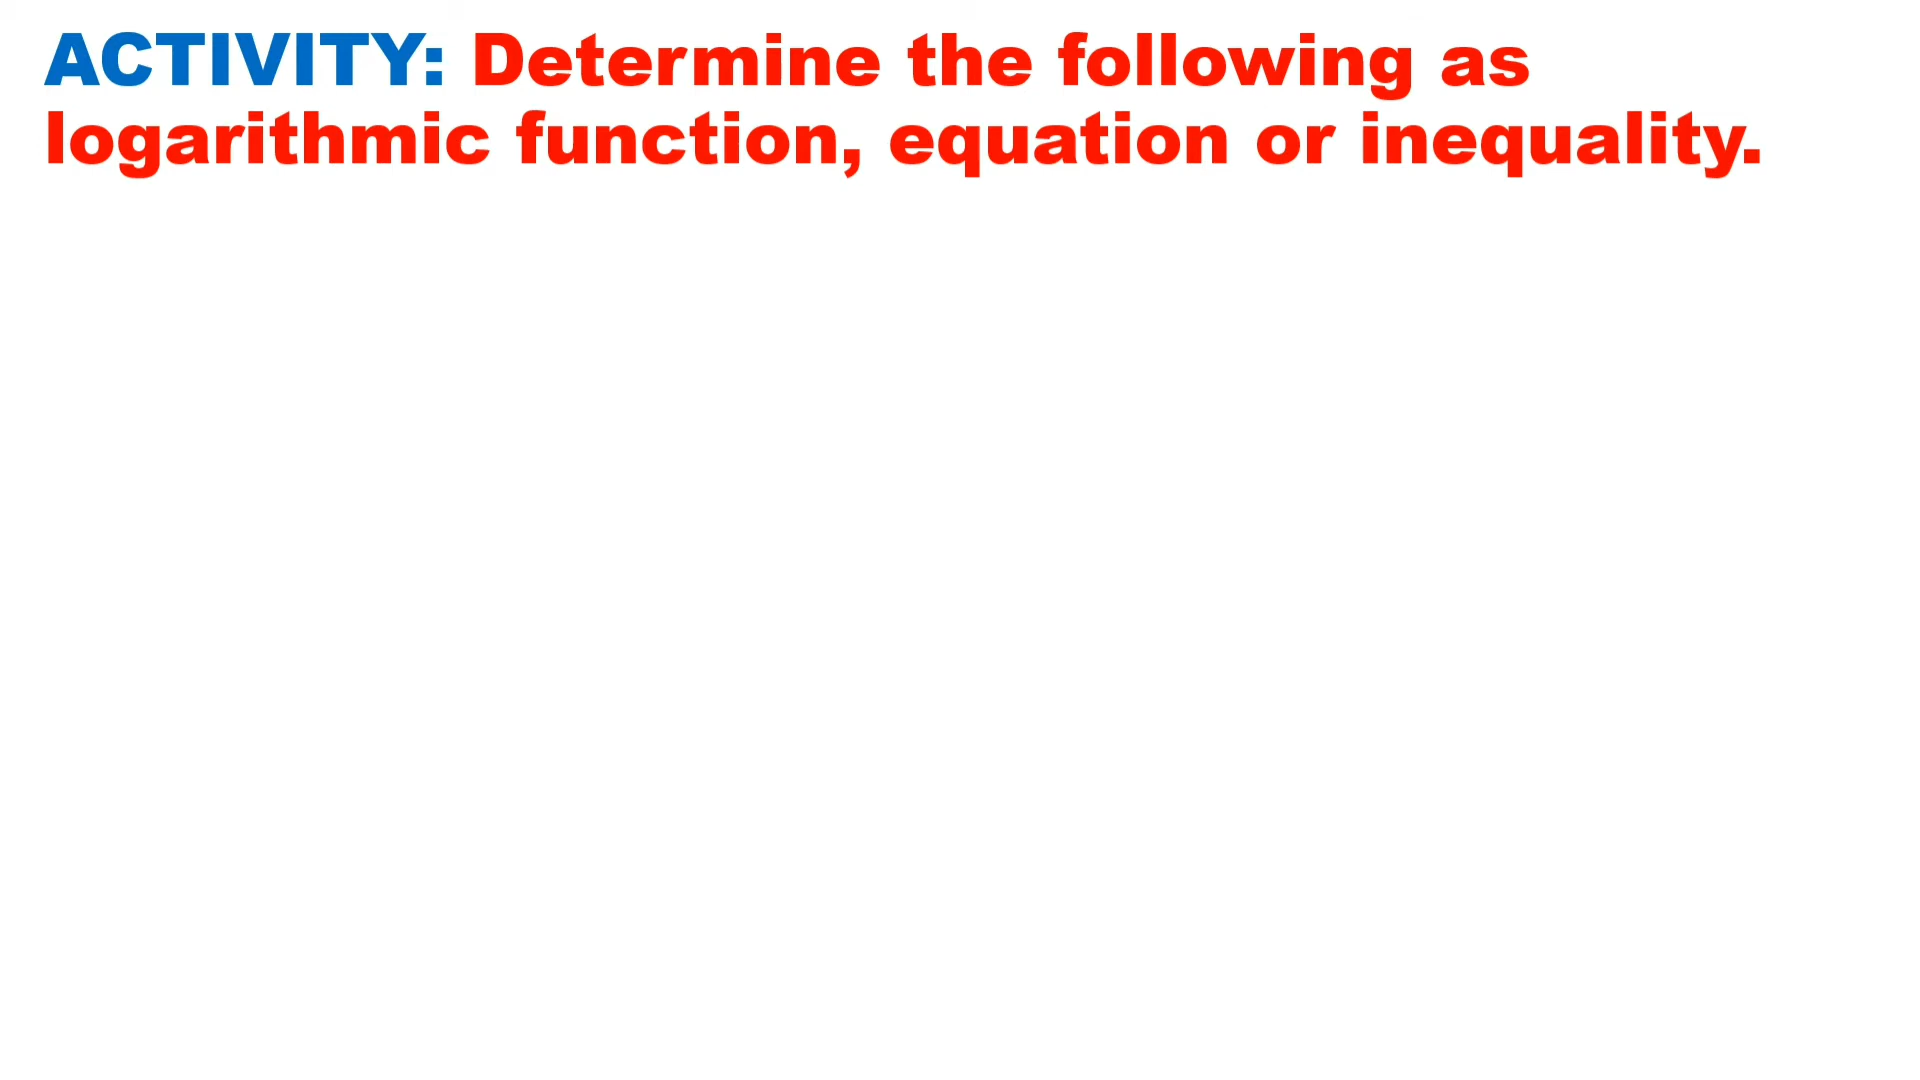 ACTIVITY: Determine the following as
logarithmic function, equation or inequality.